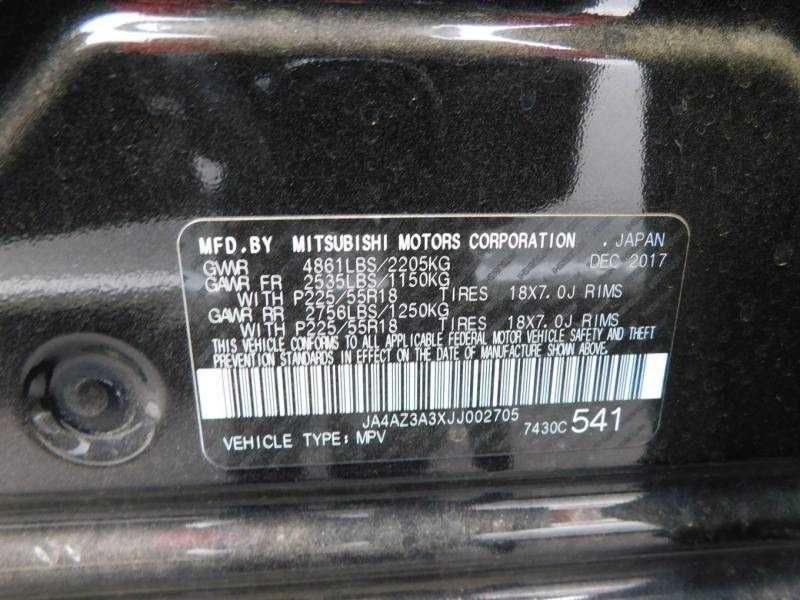 MFD.BY MITSUBISHI MOTORS CORPORATION , JAPAN
GVWR 4861LBS/2205KG DEC 2017
GAWR FR 2535LBS/1150KG
WITH P225/55R18 TIRES 18X7.0J RIMS
GAWR RR 2756LBS/1250KG
WITH P225/55R18 TIRES 18X7.0J RIMS
THIS VEHICLE CONFORMS TO ALL APPLICABLE FEDERAL MOTOR VEHICLE SAFETY AND THEFT
PREVENTION STANDARDS IN EFFECT ON THE DATE OF MANUFACTURE SHOWN ABOVE.
JA4AZ3A3XJJ002705
VEHICLE TYPE: MPV 7430C 541